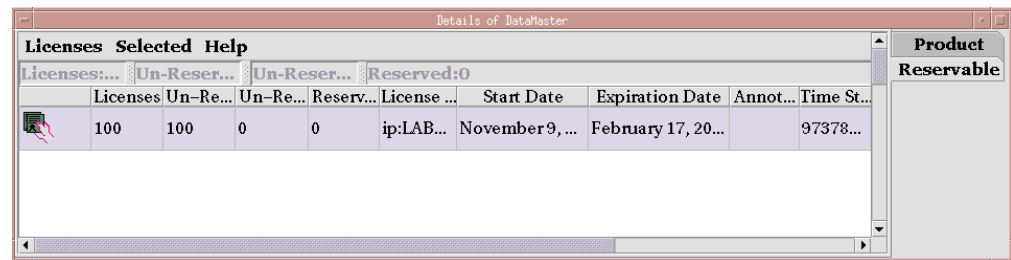 Details of DataMaster
Licenses Selected Help
Product
Reservable
Licenses:... Un-Reser... Un-Reser... Reserved:0
Licenses Un-Re... Un-Re... Reserv... License ... Start Date Expiration Date Annot... Time St...
100 100 0 0 ip:LAB... November 9, ... February 17, 20... 97378...